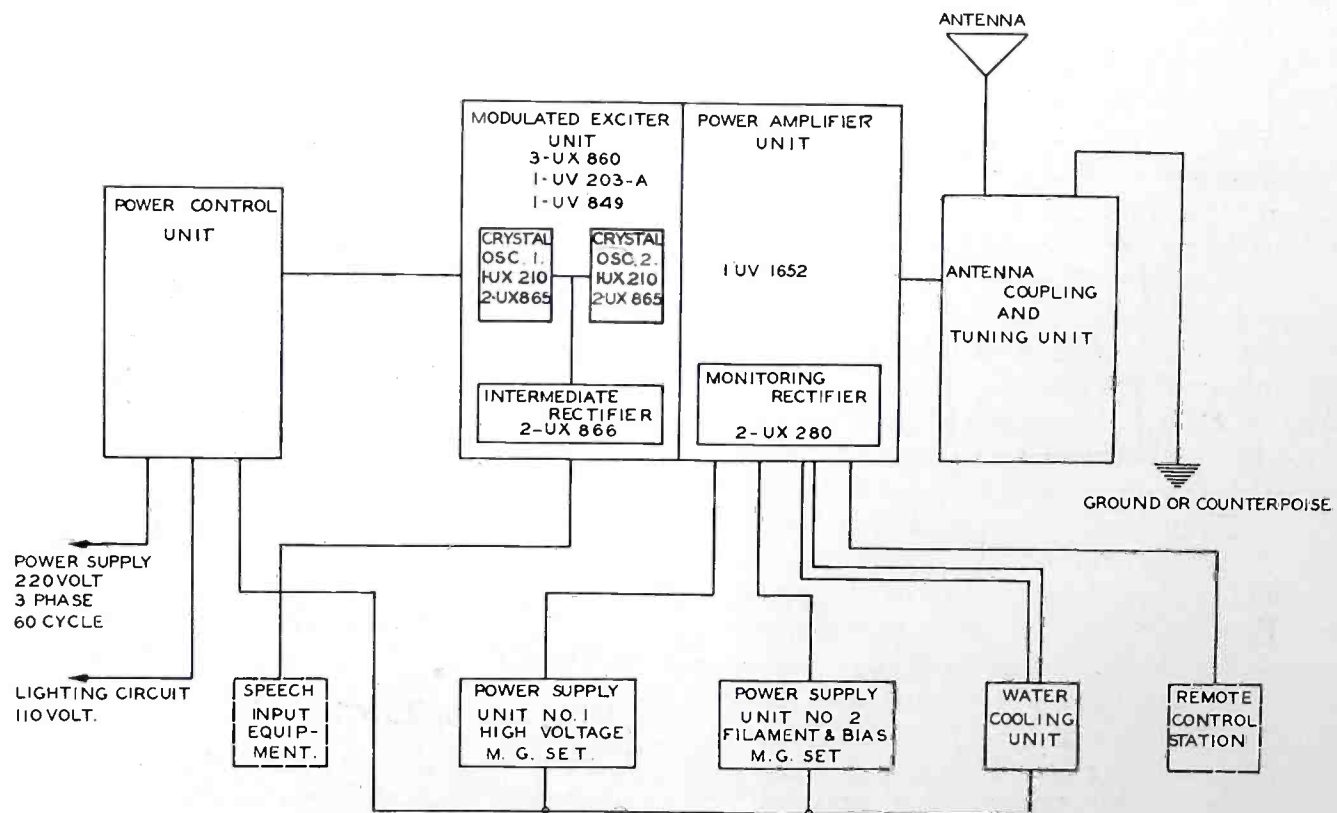 ANTENNA
MODULATED EXCITER
UNIT
3-UX 860
1-UV 203-A
1-UV 849
POWER AMPLIFIER
UNIT
POWER CONTROL
UNIT
CRYSTAL
OSC. 1.
1-UX 210
2-UX865
CRYSTAL
OSC. 2.
1-UX 210
2-UX 865
1 UV 1652
ANTENNA
COUPLING
AND
TUNING UNIT
INTERMEDIATE
RECTIFIER
2-UX 866
MONITORING
RECTIFIER
2-UX 280
GROUND OR COUNTERPOISE
POWER SUPPLY
220 VOLT
3 PHASE
60 CYCLE
LIGHTING CIRCUIT
110 VOLT.
SPEECH
INPUT
EQUIP-
MENT.
POWER SUPPLY
UNIT NO. 1
HIGH VOLTAGE
M. G. SET.
POWER SUPPLY
UNIT NO 2
FILAMENT & BIAS
M.G. SET
WATER
COOLING
UNIT
REMOTE
CONTROL
STATION